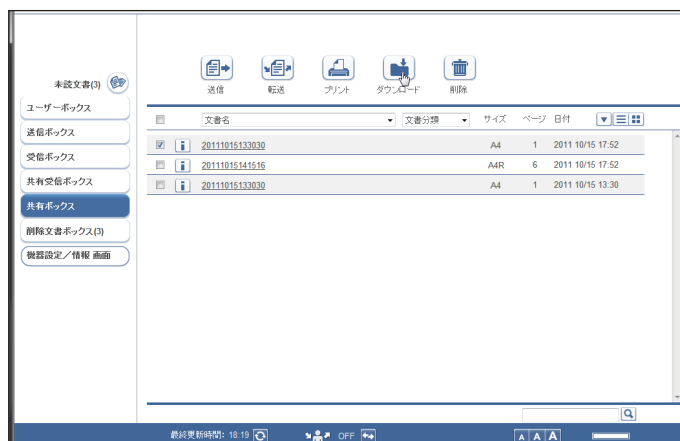 送信 転送 プリント ダウンロード 削除
未読文書(3)
ユーザーボックス
送信ボックス
受信ボックス
共有受信ボックス
共有ボックス
削除文書ボックス(3)
機器設定／情報 画面
文書名 文書分類 サイズ ページ 日付
20111015133030 A4 1 2011 10/15 17:52
20111015141516 A4R 6 2011 10/15 17:52
20111015133030 A4 1 2011 10/15 13:30
最終更新時間: 18:19 OFF A A A